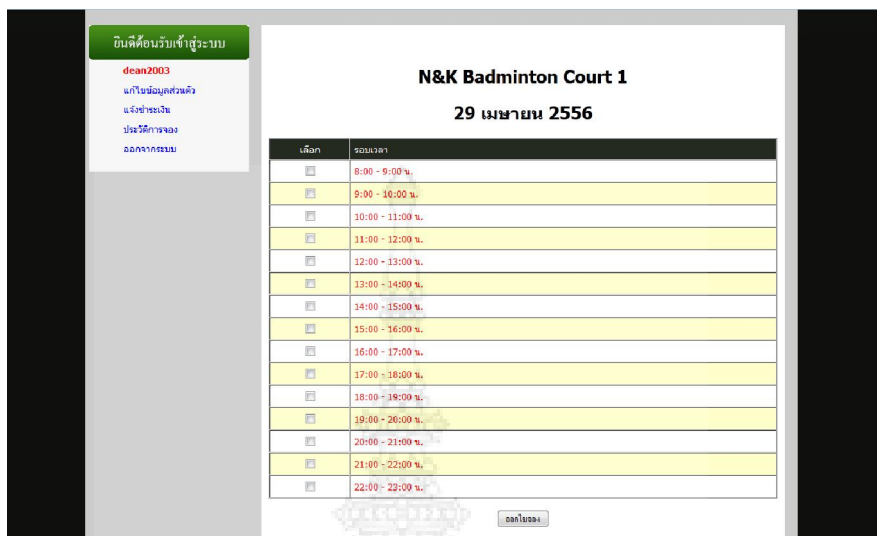 ยินดีต้อนรับเข้าสู่ระบบ
dean2003
แก้ไขข้อมูลส่วนตัว
แจ้งชำระเงิน
ประวัติการจอง
ออกจากระบบ
N&K Badminton Court 1
29 เมษายน 2556
เลือก รอบเวลา
8:00 - 9:00 น.
9:00 - 10:00 น.
10:00 - 11:00 น.
11:00 - 12:00 น.
12:00 - 13:00 น.
13:00 - 14:00 น.
14:00 - 15:00 น.
15:00 - 16:00 น.
16:00 - 17:00 น.
17:00 - 18:00 น.
18:00 - 19:00 น.
19:00 - 20:00 น.
20:00 - 21:00 น.
21:00 - 22:00 น.
22:00 - 23:00 น.
ออกใบจอง